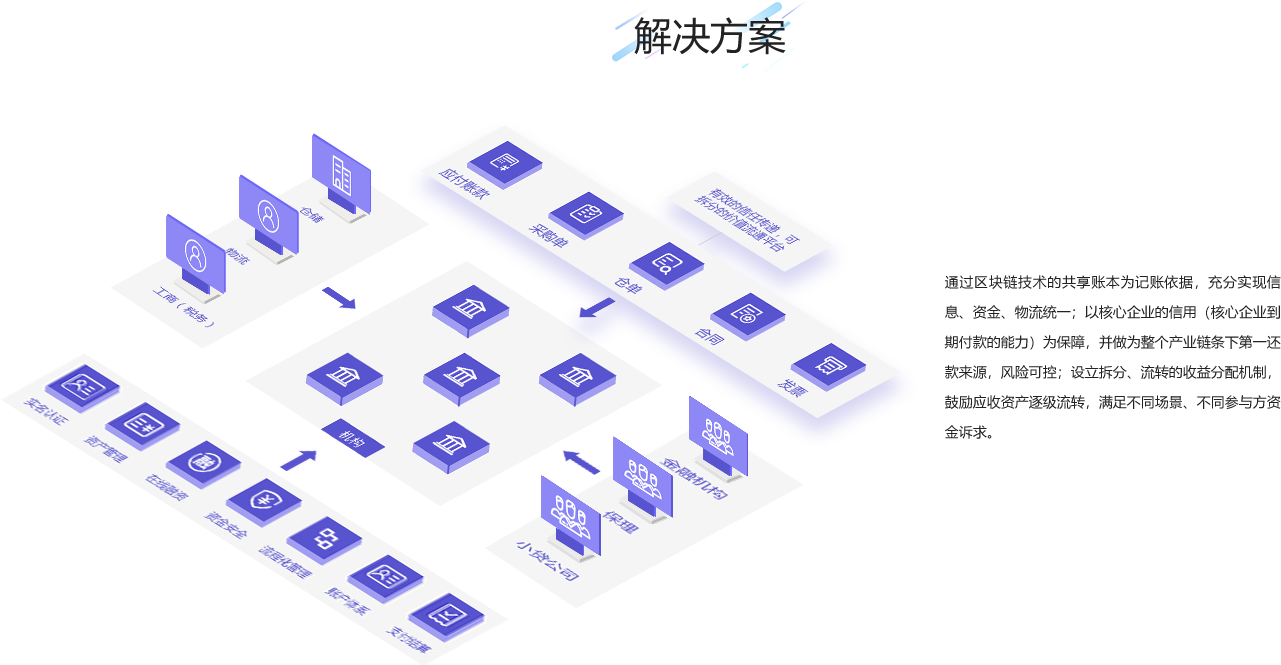 解决方案
仓储
物流
工商（税务）
应付账款
采购单
仓单
合同
发票
有效的信任传递，可
拆分的价值流通平台
机构
实名认证
资产管理
在线融资
资金安全
流程化管理
账户体系
支付结算
金融机构
保理
小贷公司
通过区块链技术的共享账本为记账依据，充分实现信
息、资金、物流统一；以核心企业的信用（核心企业到
期付款的能力）为保障，并做为整个产业链条下第一还
款来源，风险可控；设立拆分、流转的收益分配机制，
鼓励应收资产逐级流转，满足不同场景、不同参与方资
金诉求。